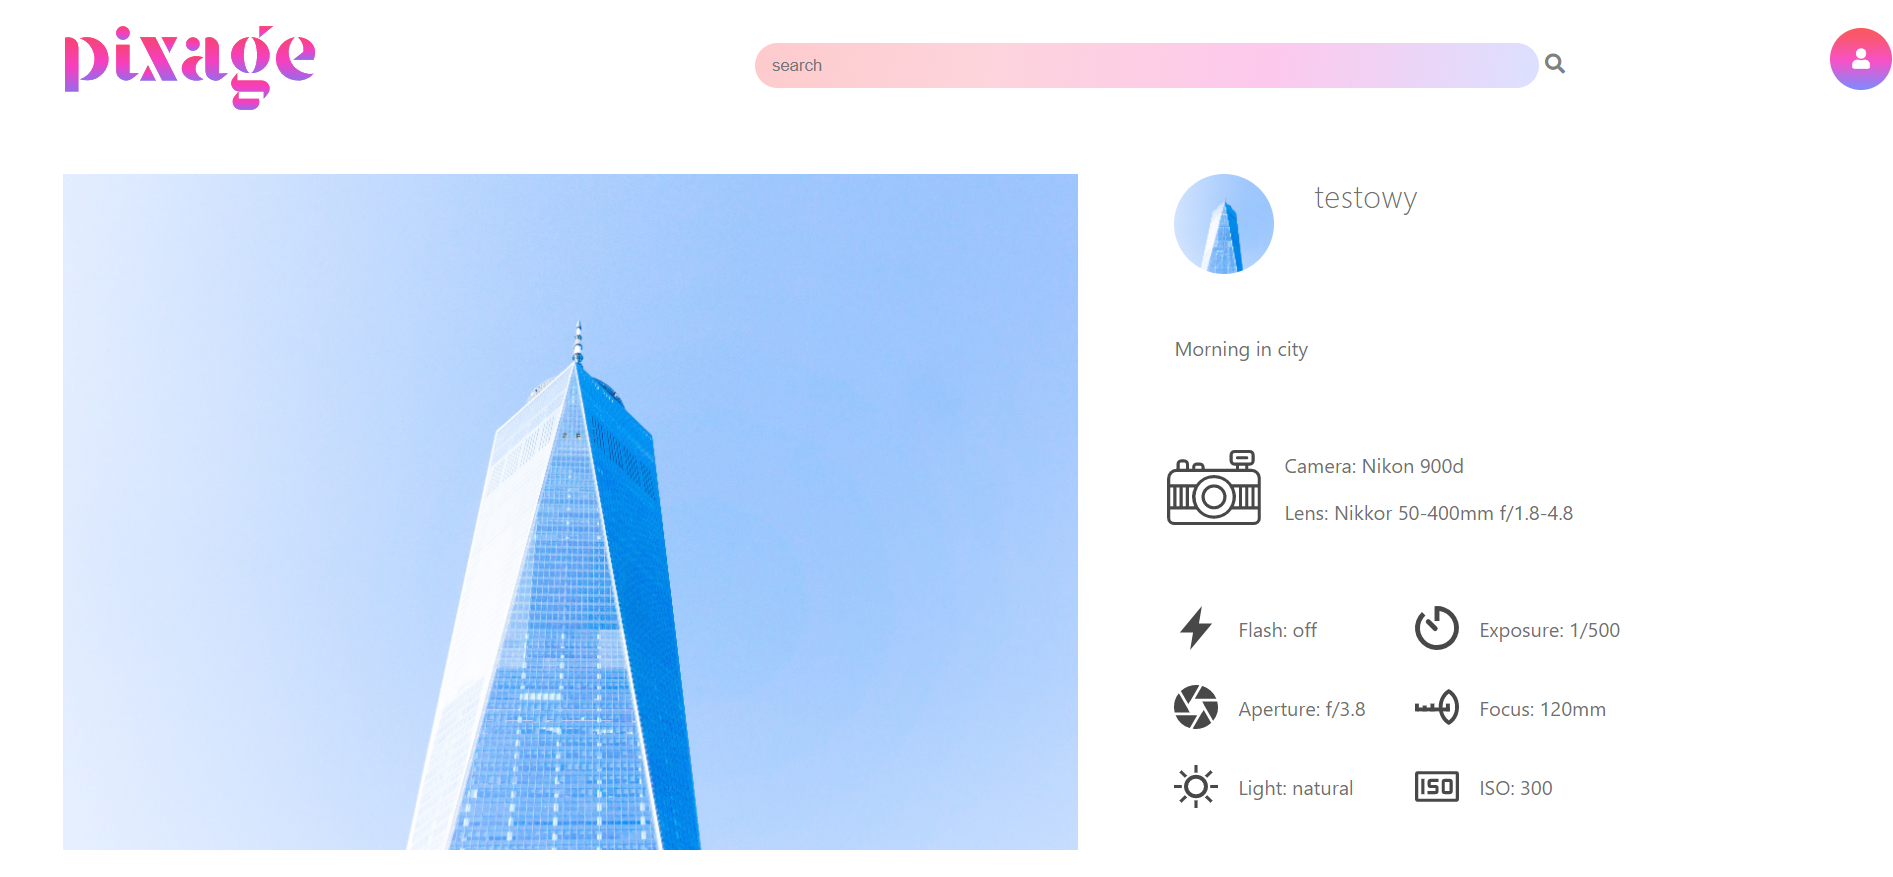 pixage
search
testowy
Morning in city
Camera: Nikon 900d
Lens: Nikkor 50-400mm f/1.8-4.8
Flash: off
Exposure: 1/500
Aperture: f/3.8
Focus: 120mm
Light: natural
ISO
ISO: 300